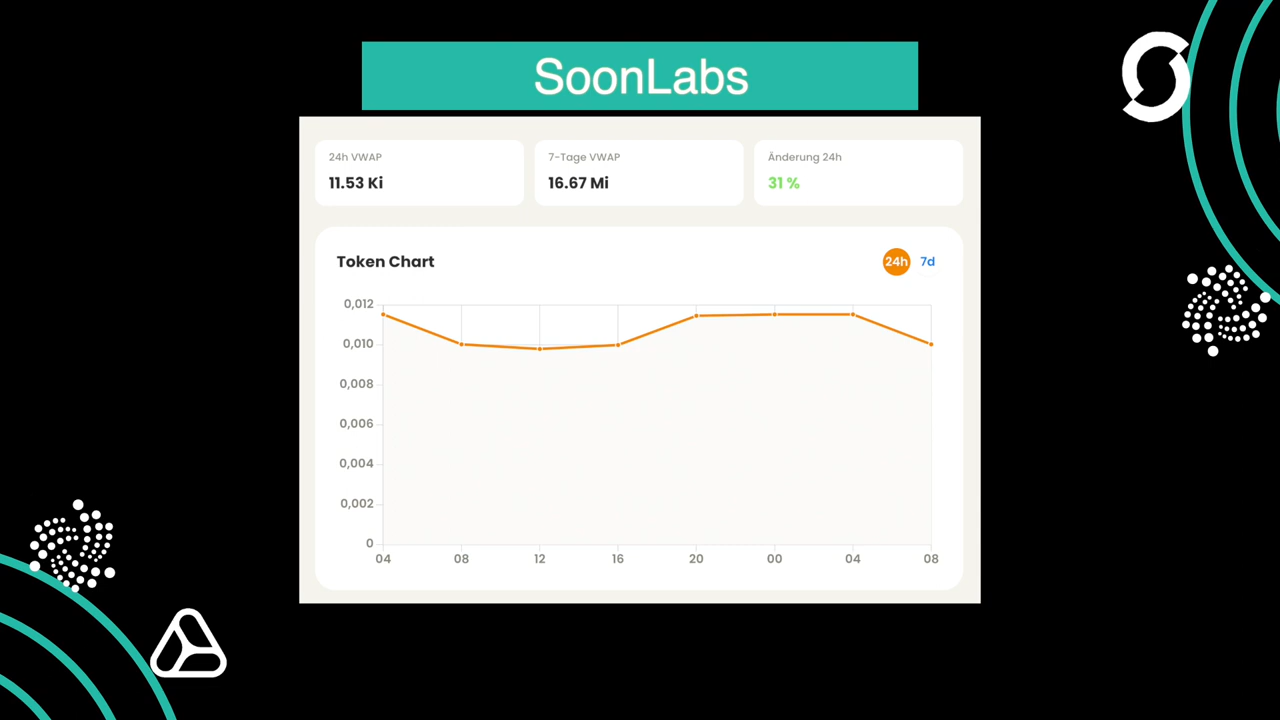 SoonLabs
24h VWAP
11.53 Ki
7-Tage VWAP
16.67 Mi
Änderung 24h
31 %
Token Chart
24h
7d
0,012
0,010
0,008
0,006
0,004
0,002
0
04 08 12 16 20 00 04 08